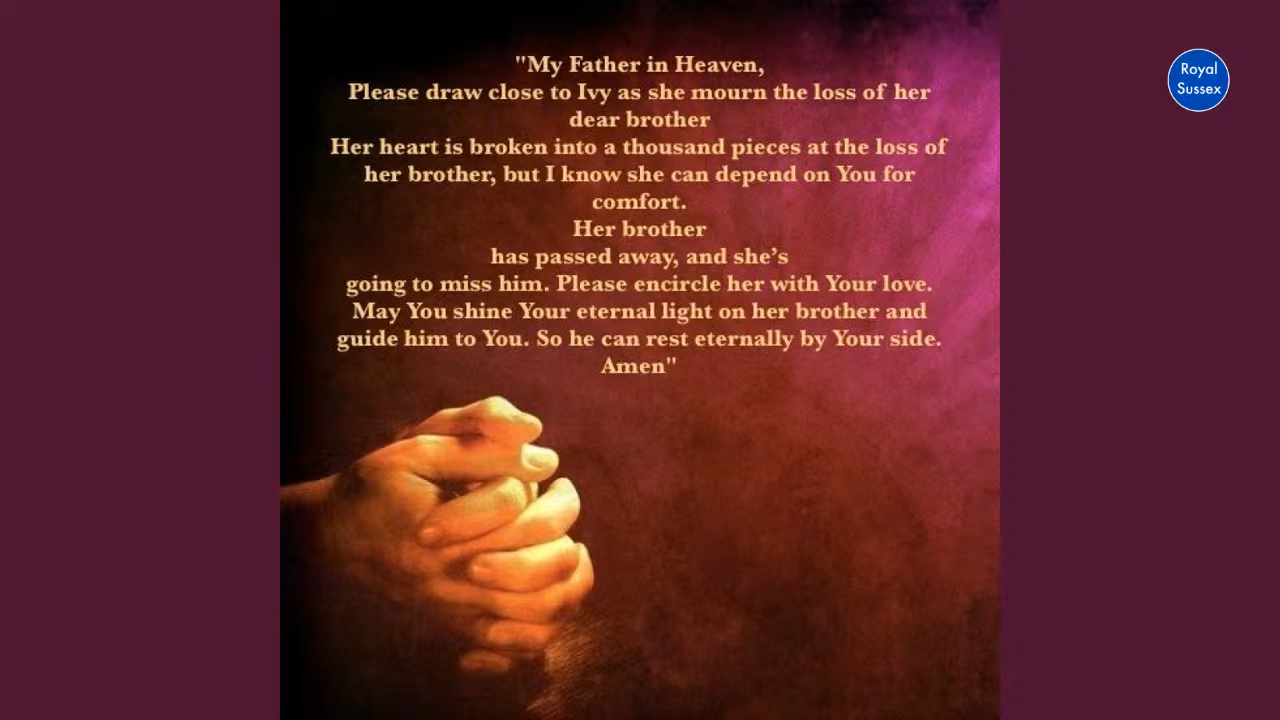 "My Father in Heaven,
Please draw close to Ivy as she mourn the loss of her
dear brother
Her heart is broken into a thousand pieces at the loss of
her brother, but I know she can depend on You for
comfort.
Her brother
has passed away, and she’s
going to miss him. Please encircle her with Your love.
May You shine Your eternal light on her brother and
guide him to You. So he can rest eternally by Your side.
Amen"
Royal
Sussex